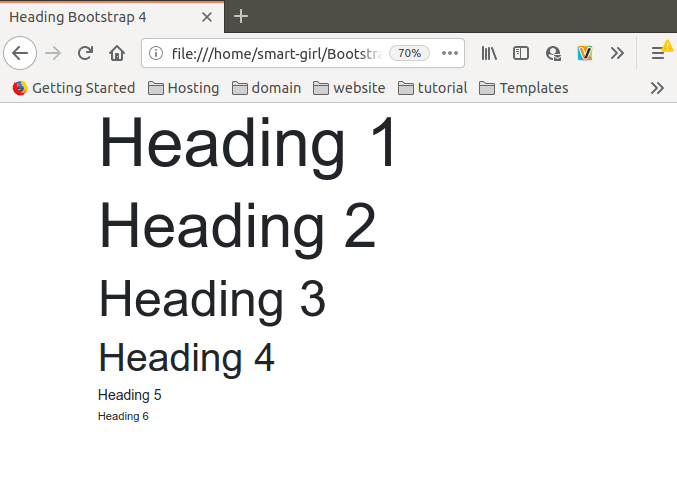 Heading Bootstrap 4
file:///home/smart-girl/Bootstra 70%
Getting Started Hosting domain website tutorial Templates
Heading 1
Heading 2
Heading 3
Heading 4
Heading 5
Heading 6